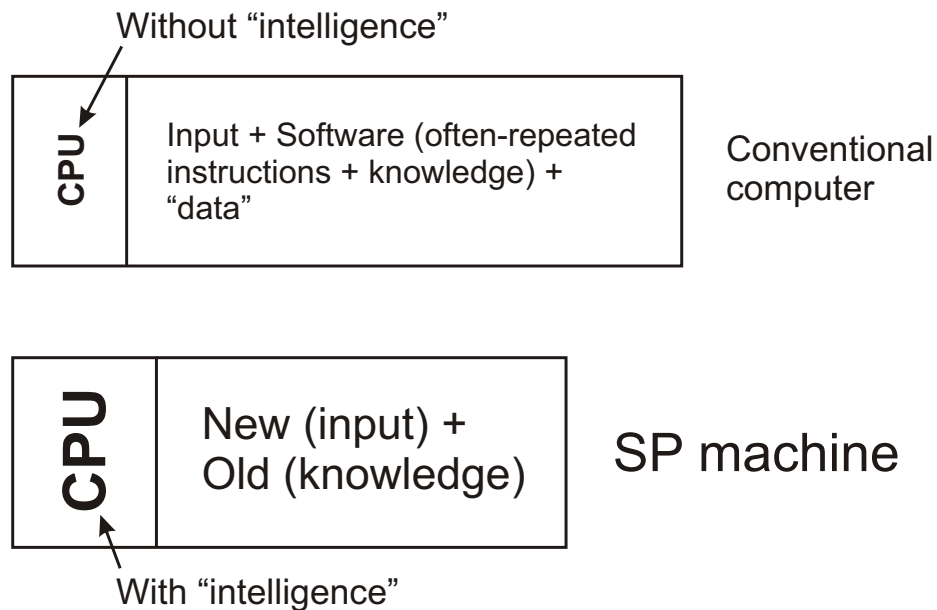 Without “intelligence”
CPU
Input + Software (often-repeated
instructions + knowledge) +
“data”
Conventional
computer
CPU
New (input) +
Old (knowledge)
SP machine
With “intelligence”